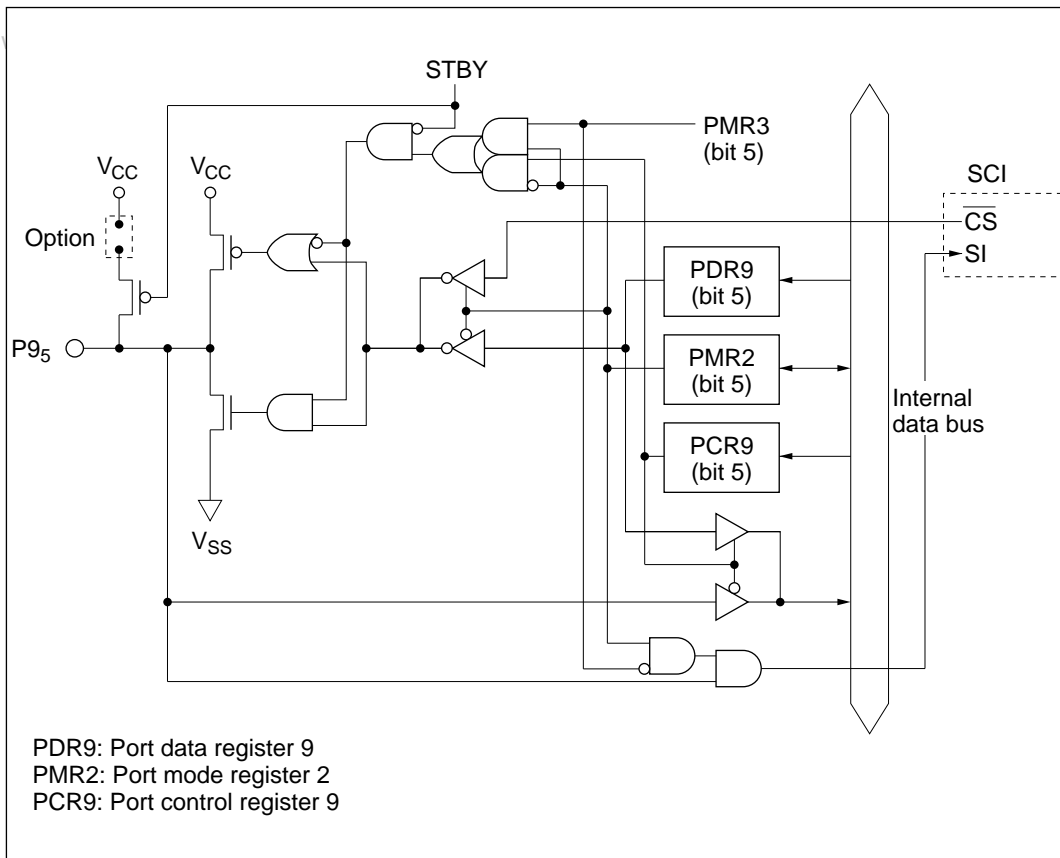 STBY
PMR3
(bit 5)
VCC
VCC
SCI
Option
CS
SI
PDR9
(bit 5)
P95
PMR2
(bit 5)
Internal
data bus
PCR9
(bit 5)
VSS
PDR9: Port data register 9
PMR2: Port mode register 2
PCR9: Port control register 9